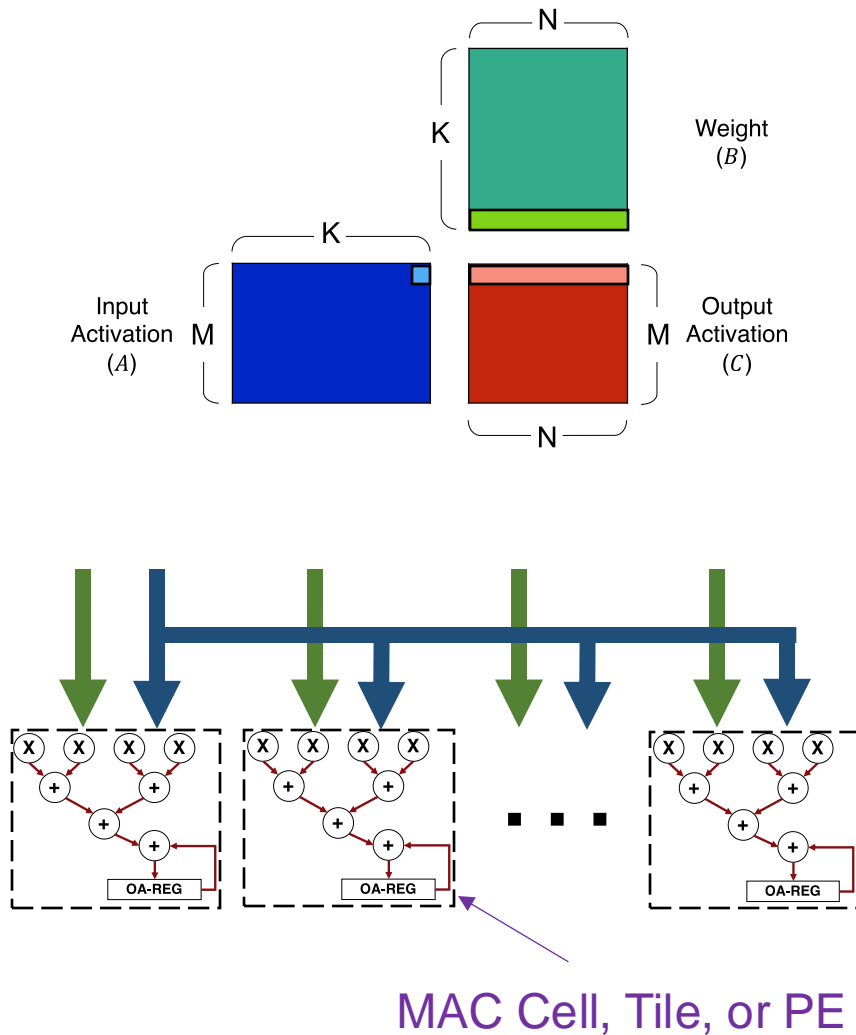 N
K
Weight
(B)
K
Input
Activation
(A)
M
M
Output
Activation
(C)
N
X X X X
+ +
+
+
OA-REG
X X X X
+ +
+
+
OA-REG
X X X X
+ +
+
+
OA-REG
MAC Cell, Tile, or PE